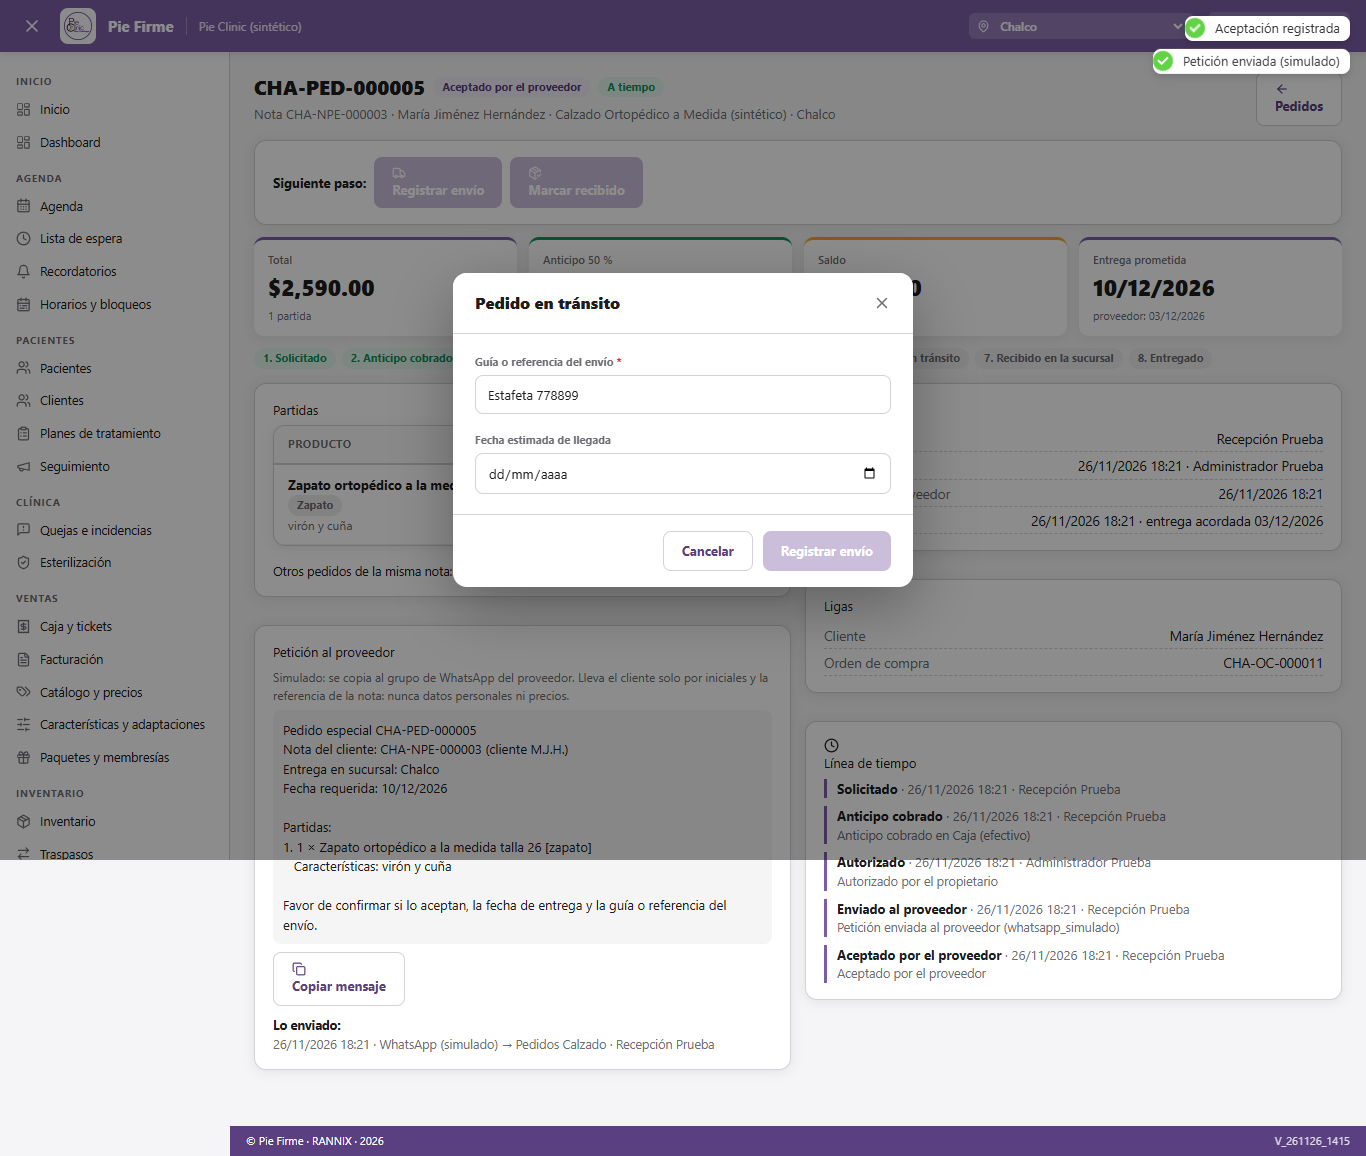 Pie Firme
Pie Clinic (sintético)
Chalco
Aceptación registrada
Petición enviada (simulado)
INICIO
Inicio
Dashboard
AGENDA
Agenda
Lista de espera
Recordatorios
Horarios y bloqueos
PACIENTES
Pacientes
Clientes
Planes de tratamiento
Seguimiento
CLÍNICA
Quejas e incidencias
Esterilización
VENTAS
Caja y tickets
Facturación
Catálogo y precios
Características y adaptaciones
Paquetes y membresías
INVENTARIO
Inventario
Traspasos
CHA-PED-000005 Aceptado por el proveedor A tiempo
Nota CHA-NPE-000003 · María Jiménez Hernández · Calzado Ortopédico a Medida (sintético) · Chalco
← Pedidos
Siguiente paso: Registrar envío Marcar recibido
Total
$2,590.00
1 partida
Anticipo 50 %
Saldo
0
Entrega prometida
10/12/2026
proveedor: 03/12/2026
1. Solicitado 2. Anticipo cobrado n tránsito 7. Recibido en la sucursal 8. Entregado
Pedido en tránsito
Guía o referencia del envío *
Estafeta 778899
Fecha estimada de llegada
dd/mm/aaaa
Cancelar Registrar envío
Partidas
PRODUCTO
Zapato ortopédico a la med
Zapato
virón y cuña
Otros pedidos de la misma nota:
Recepción Prueba
26/11/2026 18:21 · Administrador Prueba
veedor 26/11/2026 18:21
26/11/2026 18:21 · entrega acordada 03/12/2026
Petición al proveedor
Simulado: se copia al grupo de WhatsApp del proveedor. Lleva el cliente solo por iniciales y la
referencia de la nota: nunca datos personales ni precios.
Pedido especial CHA-PED-000005
Nota del cliente: CHA-NPE-000003 (cliente M.J.H.)
Entrega en sucursal: Chalco
Fecha requerida: 10/12/2026
Partidas:
1. 1 × Zapato ortopédico a la medida talla 26 [zapato]
Características: virón y cuña
Favor de confirmar si lo aceptan, la fecha de entrega y la guía o referencia del
envío.
Copiar mensaje
Lo enviado:
26/11/2026 18:21 · WhatsApp (simulado) → Pedidos Calzado · Recepción Prueba
Ligas
Cliente María Jiménez Hernández
Orden de compra CHA-OC-000011
Línea de tiempo
Solicitado · 26/11/2026 18:21 · Recepción Prueba
Anticipo cobrado · 26/11/2026 18:21 · Recepción Prueba
Anticipo cobrado en Caja (efectivo)
Autorizado · 26/11/2026 18:21 · Administrador Prueba
Autorizado por el propietario
Enviado al proveedor · 26/11/2026 18:21 · Recepción Prueba
Petición enviada al proveedor (whatsapp_simulado)
Aceptado por el proveedor · 26/11/2026 18:21 · Recepción Prueba
Aceptado por el proveedor
© Pie Firme · RANNIX · 2026
V_261126_1415